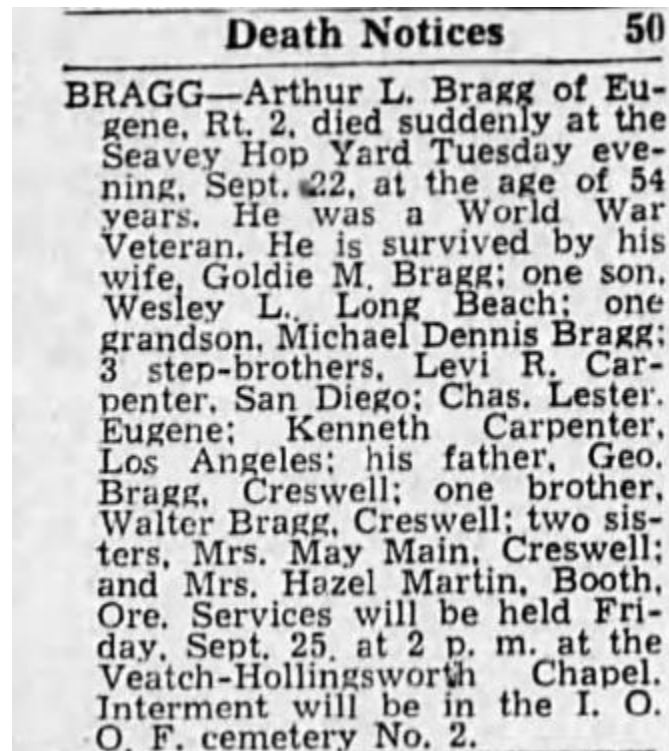 Death Notices 50
BRAGG—Arthur L. Bragg of Eu-
gene, Rt. 2, died suddenly at the
Seavey Hop Yard Tuesday eve-
ning, Sept. 22, at the age of 54
years. He was a World War
Veteran. He is survived by his
wife, Goldie M. Bragg; one son,
Wesley L., Long Beach; one
grandson, Michael Dennis Bragg;
3 step-brothers, Levi R. Car-
penter, San Diego; Chas. Lester,
Eugene; Kenneth Carpenter,
Los Angeles; his father, Geo.
Bragg, Creswell; one brother,
Walter Bragg, Creswell; two sis-
ters, Mrs. May Main, Creswell;
and Mrs. Hazel Martin, Booth,
Ore. Services will be held Fri-
day, Sept. 25, at 2 p. m. at the
Veatch-Hollingsworth Chapel.
Interment will be in the I. O.
O. F. cemetery No. 2.